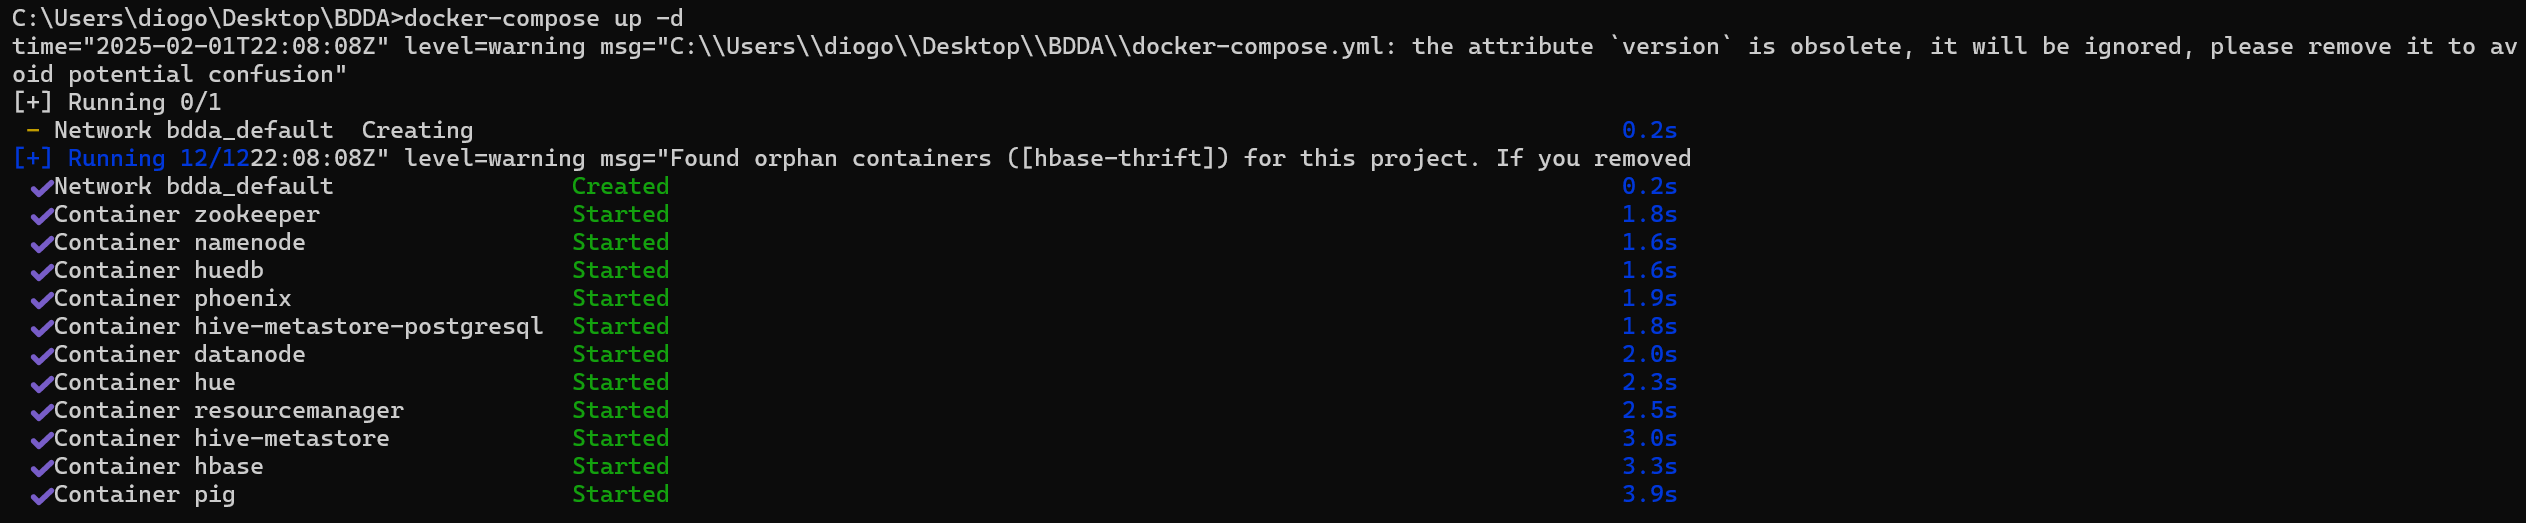 C:\Users\diogo\Desktop\BDDA>docker-compose up -d
time="2025-02-01T22:08:08Z" level=warning msg="C:\\Users\\diogo\\Desktop\\BDDA\\docker-compose.yml: the attribute `version` is obsolete, it will be ignored, please remove it to av
oid potential confusion"
[+] Running 0/1
 - Network bdda_default  Creating 0.2s
[+] Running 12/1222:08:08Z" level=warning msg="Found orphan containers ([hbase-thrift]) for this project. If you removed
 ✔Network bdda_default Created 0.2s
 ✔Container zookeeper Started 1.8s
 ✔Container namenode Started 1.6s
 ✔Container huedb Started 1.6s
 ✔Container phoenix Started 1.9s
 ✔Container hive-metastore-postgresql Started 1.8s
 ✔Container datanode Started 2.0s
 ✔Container hue Started 2.3s
 ✔Container resourcemanager Started 2.5s
 ✔Container hive-metastore Started 3.0s
 ✔Container hbase Started 3.3s
 ✔Container pig Started 3.9s